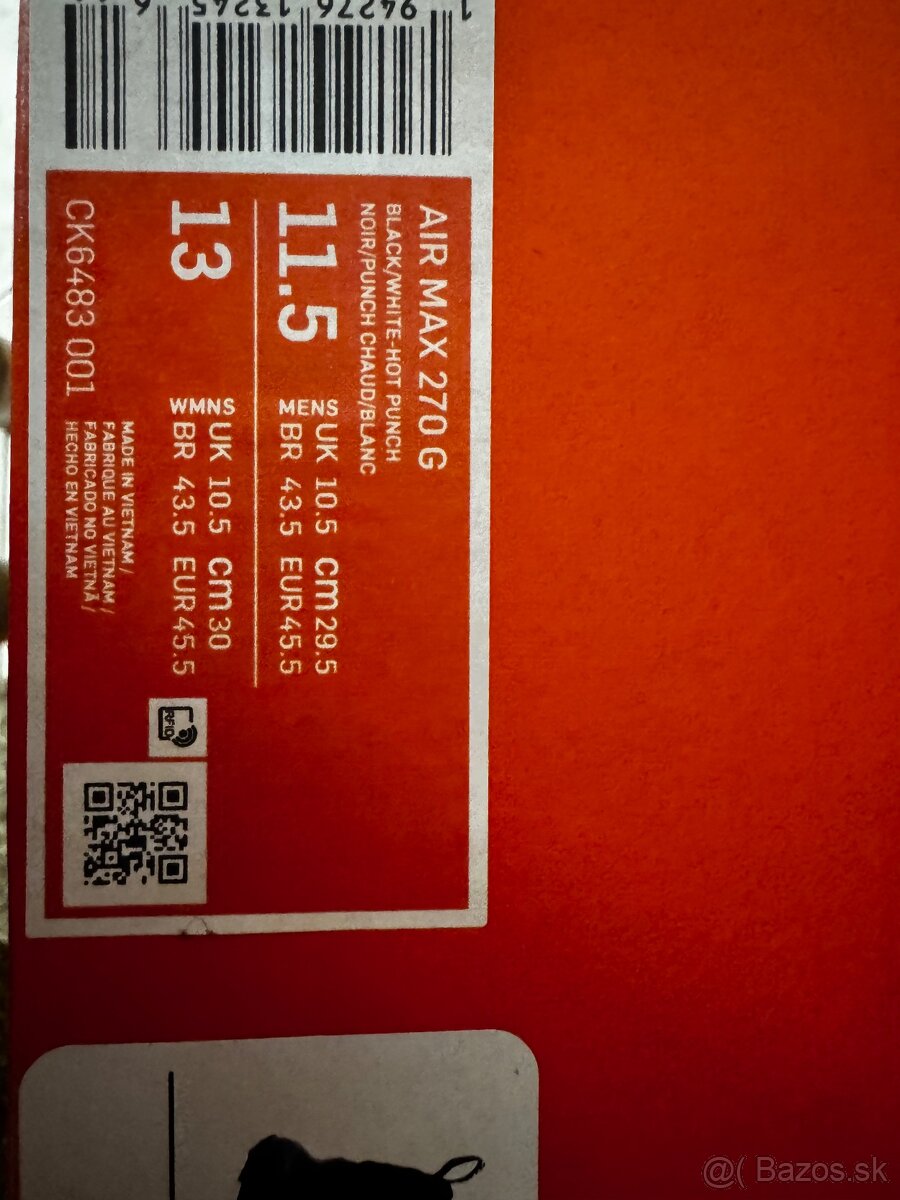 1 94276 13245 6
AIR MAX 270 G
BLACK/WHITE-HOT PUNCH
NOIR/PUNCH CHAUD/BLANC
11.5 MENS UK 10.5 cm 29.5
BR 43.5 EUR 45.5
13 WMNS UK 10.5 cm 30
BR 43.5 EUR 45.5
CK6483 001
MADE IN VIETNAM/
FABRIQUE AU VIETNAM/
FABRICADO NO VIETNÃ/
HECHO EN VIETNAM
RFID
@( Bazos.sk